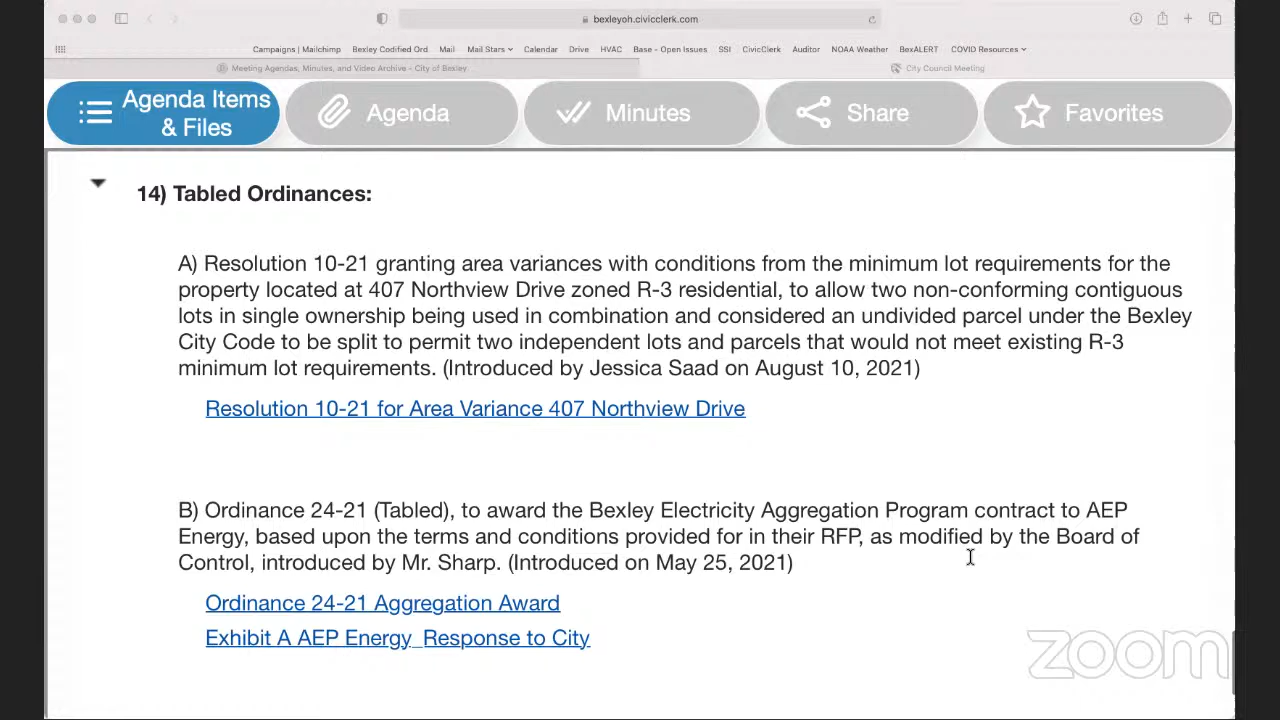 bexleyoh.civicclerk.com
Campaigns | Mailchimp Bexley Codified Ord Mail Mail Stars Calendar Drive HVAC Base - Open Issues SSI CivicClerk Auditor NOAA Weather BexALERT COVID Resources
Meeting Agendas, Minutes, and Video Archive - City of Bexley City Council Meeting
Agenda Items
& Files
Agenda
Minutes
Share
Favorites
14) Tabled Ordinances:
A) Resolution 10-21 granting area variances with conditions from the minimum lot requirements for the
property located at 407 Northview Drive zoned R-3 residential, to allow two non-conforming contiguous
lots in single ownership being used in combination and considered an undivided parcel under the Bexley
City Code to be split to permit two independent lots and parcels that would not meet existing R-3
minimum lot requirements. (Introduced by Jessica Saad on August 10, 2021)
Resolution 10-21 for Area Variance 407 Northview Drive
B) Ordinance 24-21 (Tabled), to award the Bexley Electricity Aggregation Program contract to AEP
Energy, based upon the terms and conditions provided for in their RFP, as modified by the Board of
Control, introduced by Mr. Sharp. (Introduced on May 25, 2021)
Ordinance 24-21 Aggregation Award
Exhibit A AEP Energy_Response to City
zoom